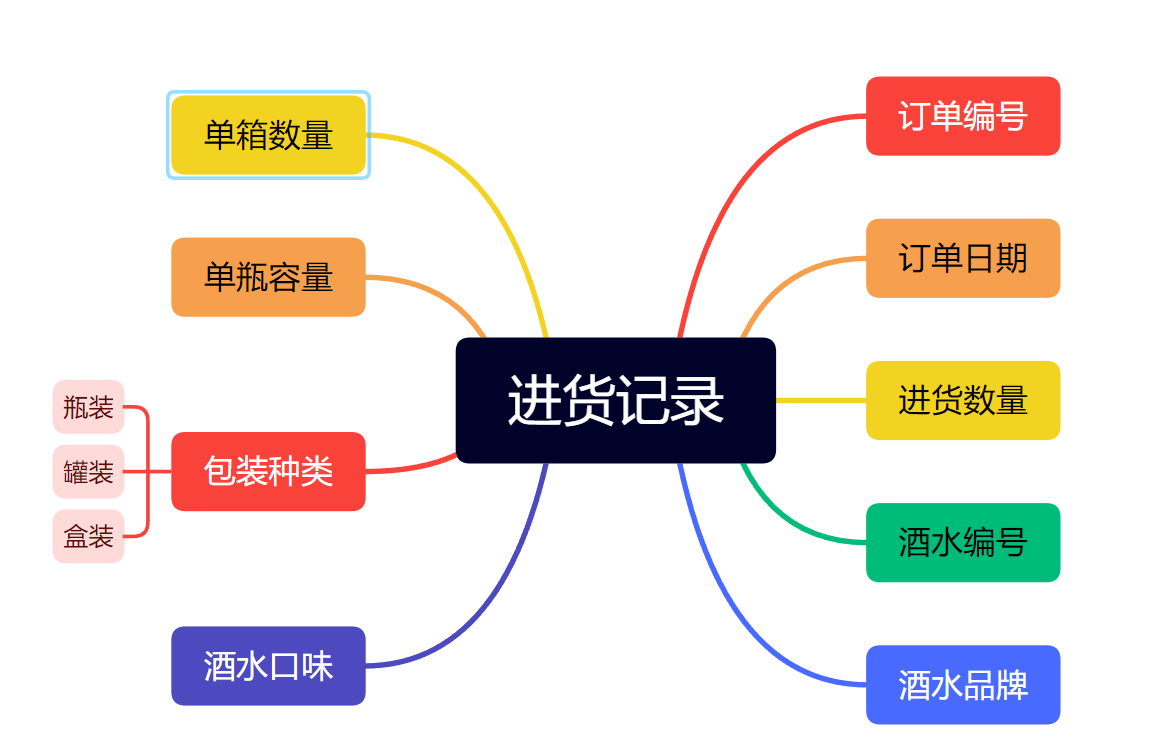 进货记录
订单编号
订单日期
进货数量
酒水编号
酒水品牌
单箱数量
单瓶容量
包装种类
瓶装
罐装
盒装
酒水口味